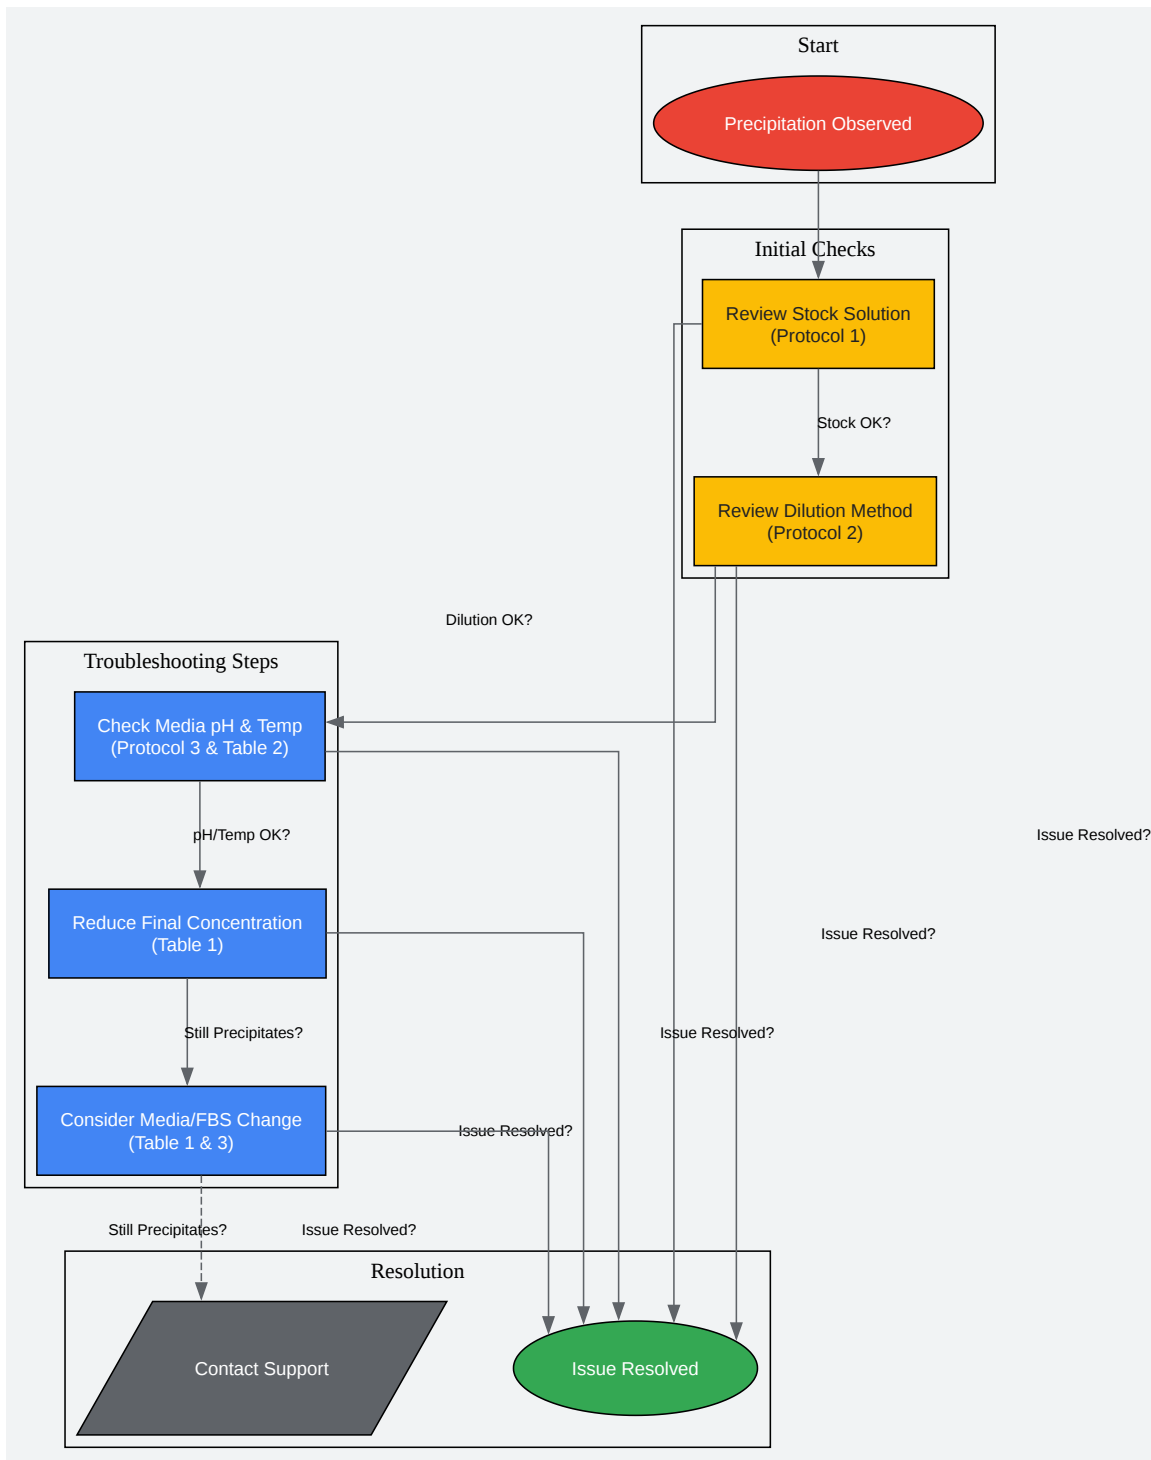 Start
Precipitation Observed
Initial Checks
Review Stock Solution
(Protocol 1)
Stock OK?
Review Dilution Method
(Protocol 2)
Dilution OK?
Troubleshooting Steps
Check Media pH & Temp
(Protocol 3 & Table 2)
pH/Temp OK?
Issue Resolved?
Reduce Final Concentration
(Table 1)
Issue Resolved?
Still Precipitates?
Issue Resolved?
Consider Media/FBS Change
(Table 1 & 3)
Issue Resolved?
Still Precipitates?
Issue Resolved?
Resolution
Contact Support
Issue Resolved